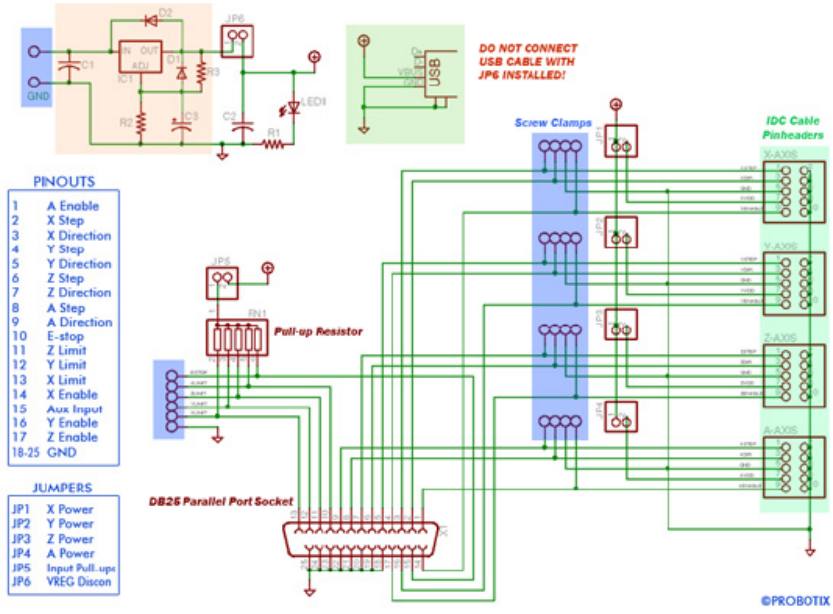 D2
JP6
IN OUT
D1
ADJ
IC1
C1
R3
GND
R2
C3
C2
LED1
R1
D+
D-
VBUS
GND
USB
DO NOT CONNECT
USB CABLE WITH
JP6 INSTALLED!
Screw Clamps
IDC Cable
Pinheaders
JP1
X-AXIS
JP2
Y-AXIS
JP3
Z-AXIS
JP4
A-AXIS
PINOUTS
1 A Enable
2 X Step
3 X Direction
4 Y Step
5 Y Direction
6 Z Step
7 Z Direction
8 A Step
9 A Direction
10 E-stop
11 Z Limit
12 Y Limit
13 X Limit
14 X Enable
15 Aux Input
16 Y Enable
17 Z Enable
18-25 GND
JP5
RN1
Pull-up Resistor
DB25 Parallel Port Socket
X1
JUMPERS
JP1 X Power
JP2 Y Power
JP3 Z Power
JP4 A Power
JP5 Input Pull-ups
JP6 VREG Discon
©PROBOTIX